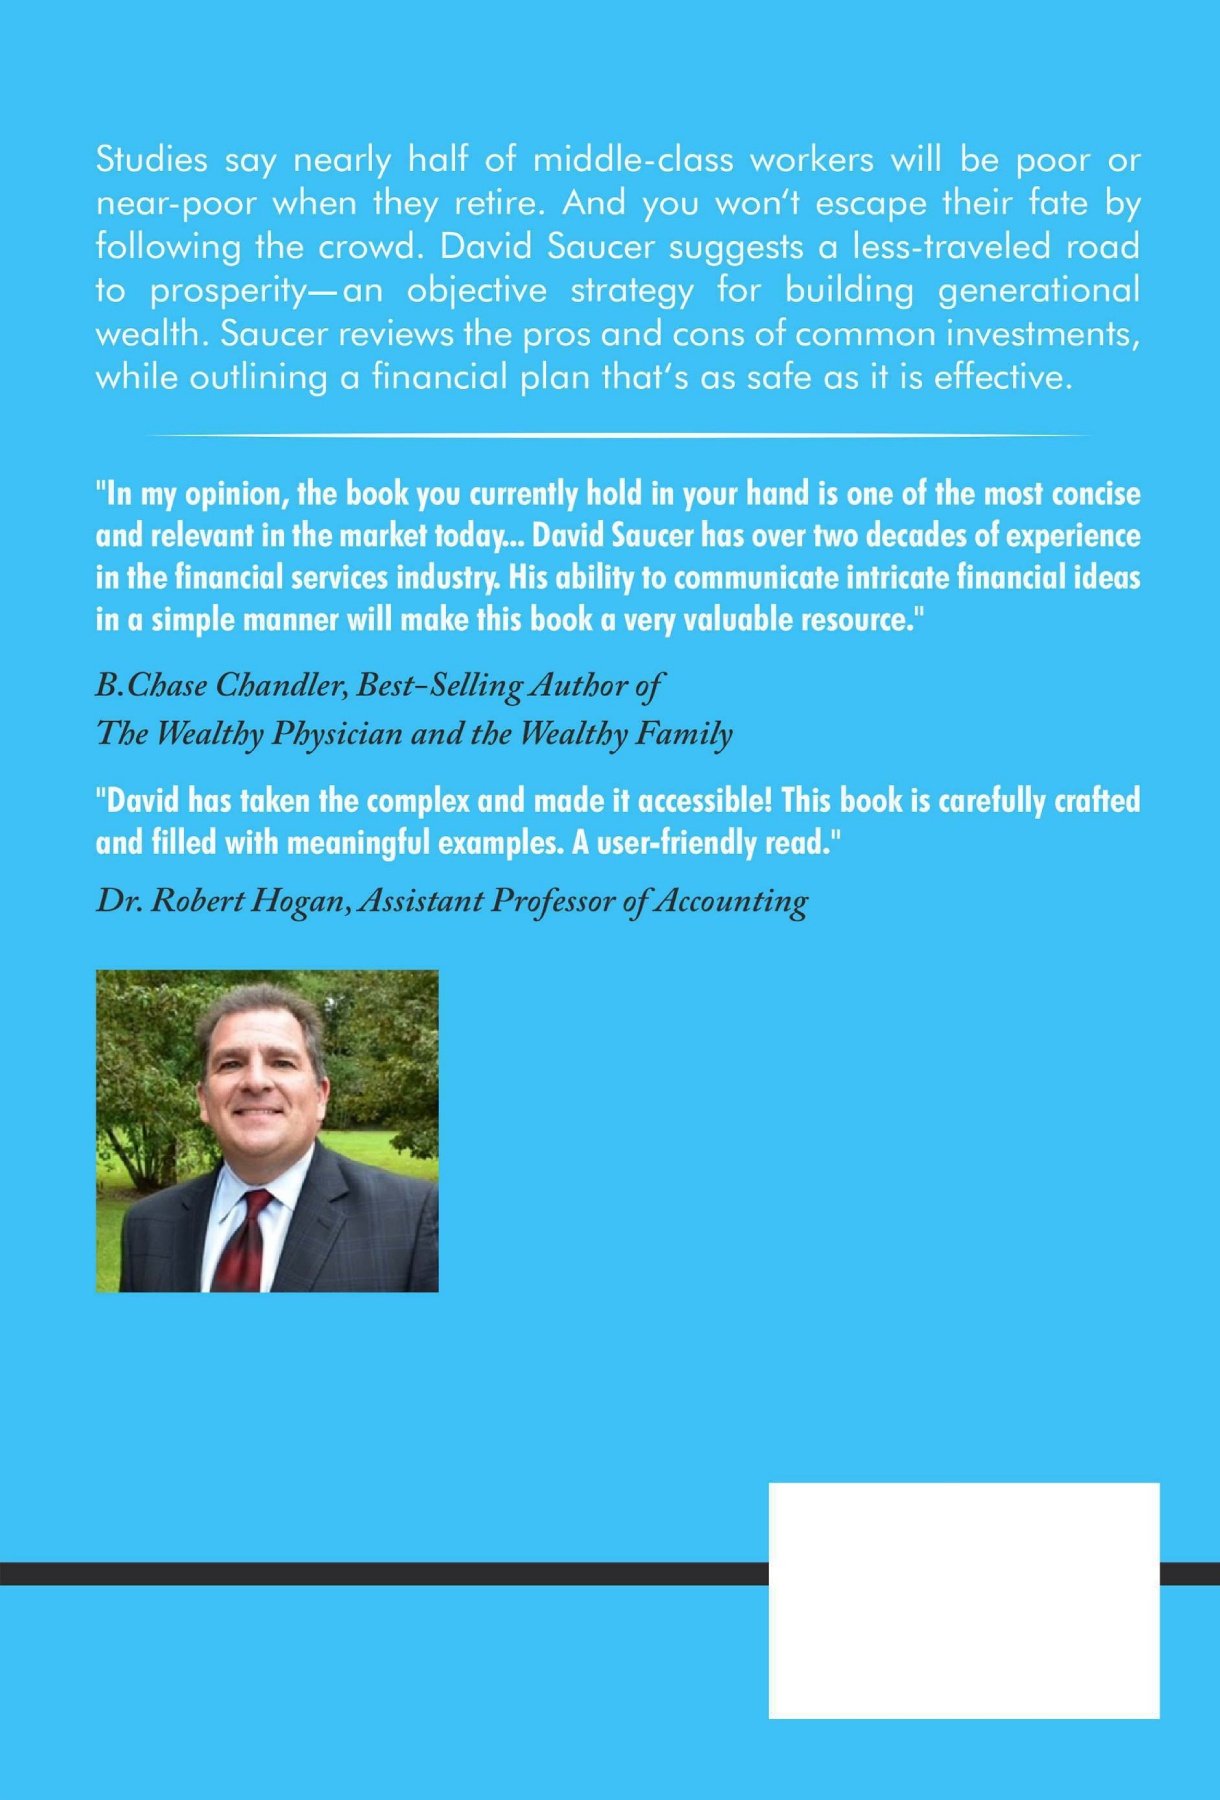 Studies say nearly half of middle-class workers will be poor or
near-poor when they retire. And you won‘t escape their fate by
following the crowd. David Saucer suggests a less-traveled road
to prosperity—an objective strategy for building generational
wealth. Saucer reviews the pros and cons of common investments,
while outlining a financial plan that‘s as safe as it is effective.
"In my opinion, the book you currently hold in your hand is one of the most concise
and relevant in the market today... David Saucer has over two decades of experience
in the financial services industry. His ability to communicate intricate financial ideas
in a simple manner will make this book a very valuable resource."
B.Chase Chandler, Best-Selling Author of
The Wealthy Physician and the Wealthy Family
"David has taken the complex and made it accessible! This book is carefully crafted
and filled with meaningful examples. A user-friendly read."
Dr. Robert Hogan, Assistant Professor of Accounting